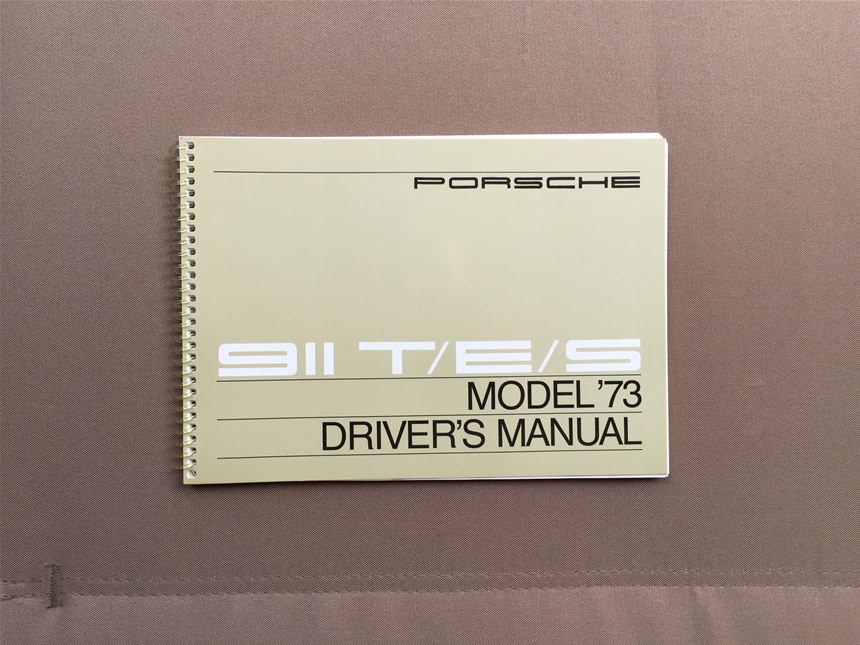 PORSCHE
911 T/E/S
MODEL '73
DRIVER'S MANUAL